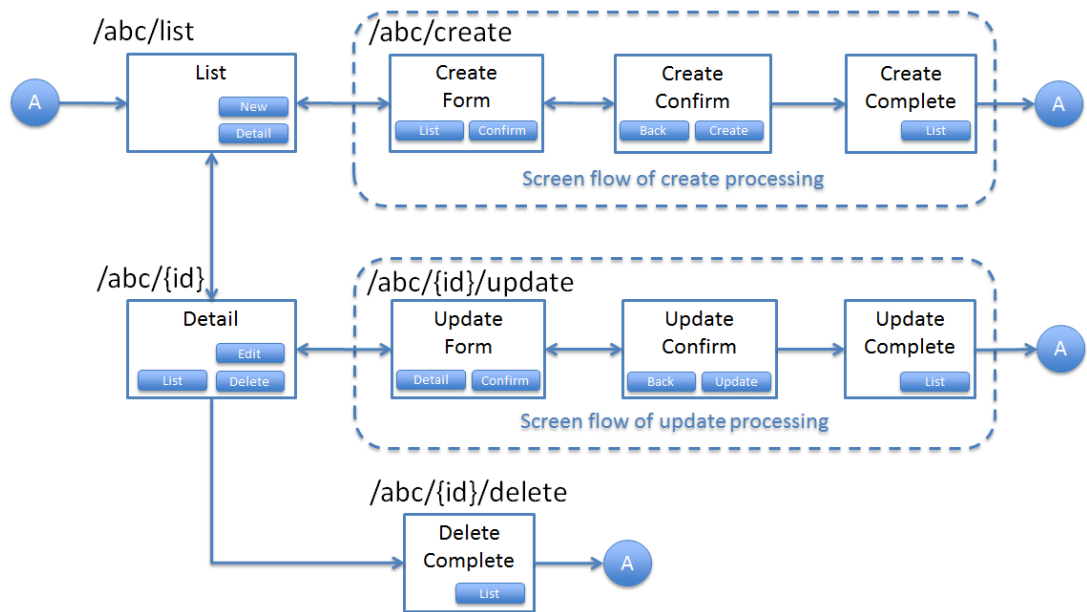 /abc/list
/abc/create
A
List
New
Detail
Create
Form
List
Confirm
Create
Confirm
Back
Create
Create
Complete
List
A
Screen flow of create processing
/abc/{id}
/abc/{id}/update
Detail
Edit
List
Delete
Update
Form
Detail
Confirm
Update
Confirm
Back
Update
Update
Complete
List
A
Screen flow of update processing
/abc/{id}/delete
Delete
Complete
List
A